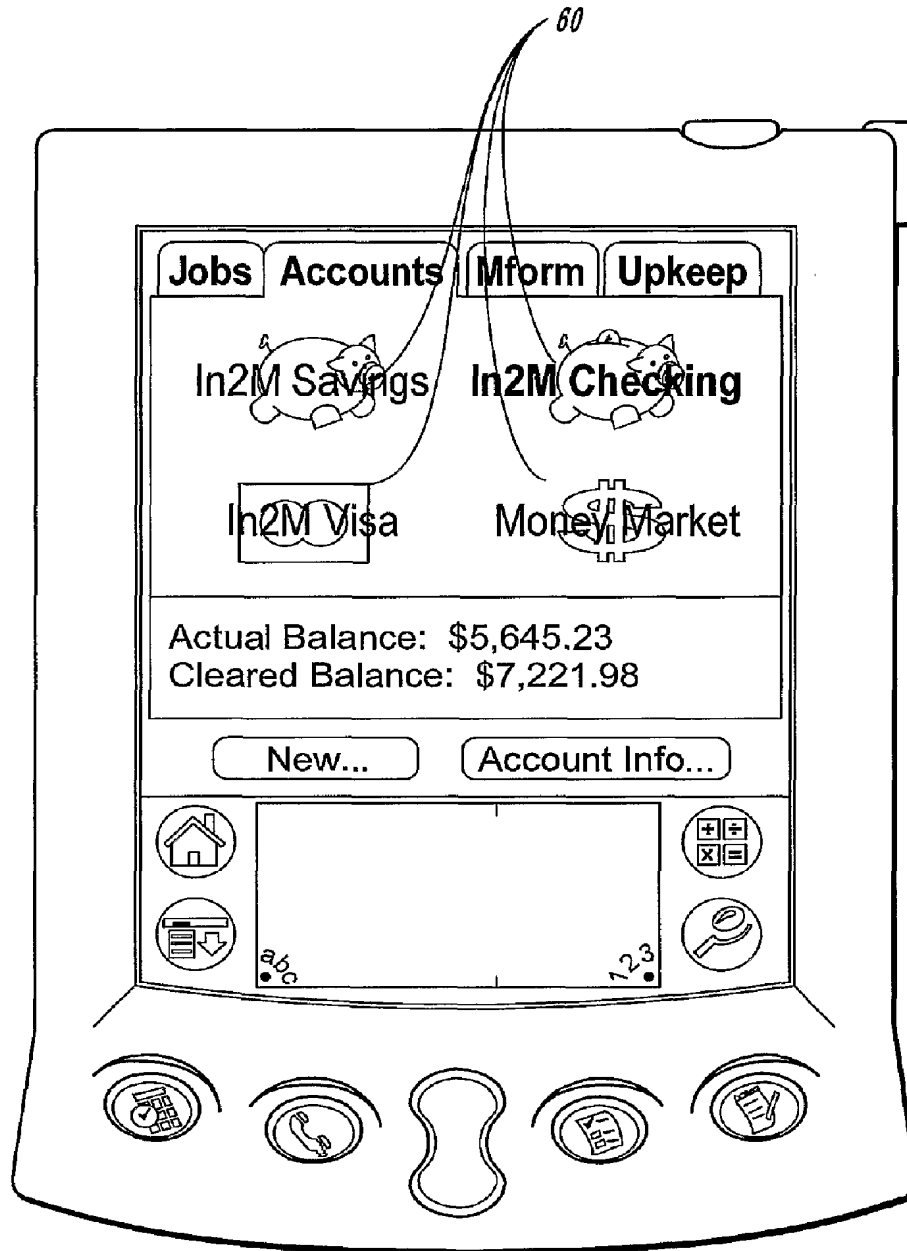 60
Jobs Accounts Mform Upkeep
In2M Savings In2M Checking
In2M Visa Money Market
Actual Balance: $5,645.23
Cleared Balance: $7,221.98
New... Account Info...
+ ÷
x =
abc 123